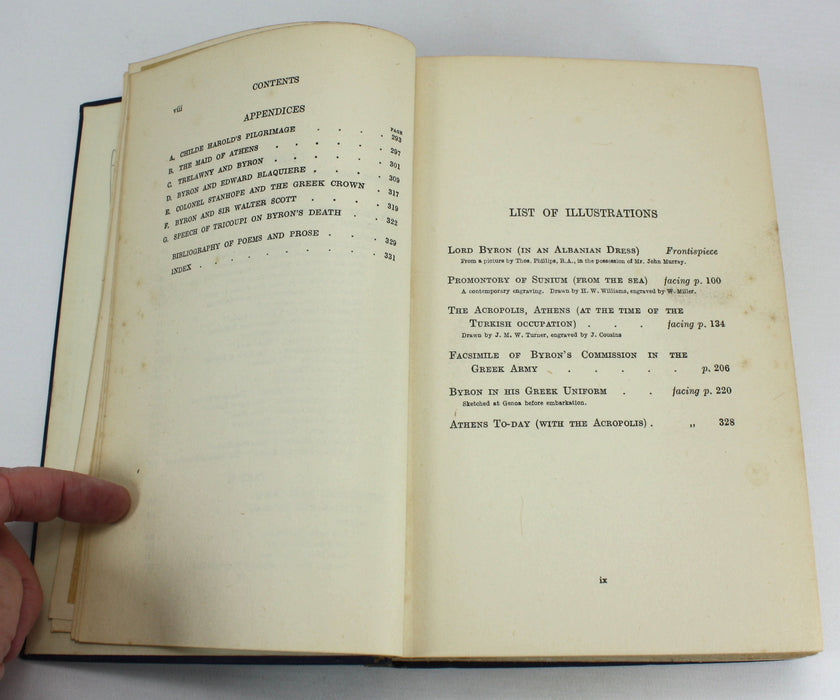 viii
CONTENTS
APPENDICES
PAGE
A. CHILDE HAROLD'S PILGRIMAGE . . . . 293
B. THE MAID OF ATHENS . . . . . 297
C. TRELAWNY AND BYRON . . . . . 301
D. BYRON AND EDWARD BLAQUIERE . . . . 309
E. COLONEL STANHOPE AND THE GREEK CROWN . 317
F. BYRON AND SIR WALTER SCOTT . . . . 319
G. SPEECH OF TRICOUPI ON BYRON'S DEATH . . 322
BIBLIOGRAPHY OF POEMS AND PROSE . . . 329
INDEX . . . . . . . . . 331
LIST OF ILLUSTRATIONS
LORD BYRON (IN AN ALBANIAN DRESS) Frontispiece
From a picture by Thos. Phillips, R.A., in the possession of Mr. John Murray.
PROMONTORY OF SUNIUM (FROM THE SEA) facing p. 100
A contemporary engraving. Drawn by H. W. Williams, engraved by W. Miller.
THE ACROPOLIS, ATHENS (AT THE TIME OF THE
TURKISH OCCUPATION) . . . facing p. 134
Drawn by J. M. W. Turner, engraved by J. Cousins
FACSIMILE OF BYRON'S COMMISSION IN THE
GREEK ARMY . . . . . p. 206
BYRON IN HIS GREEK UNIFORM . . facing p. 220
Sketched at Genoa before embarkation.
ATHENS TO-DAY (WITH THE ACROPOLIS) . „ 328
ix